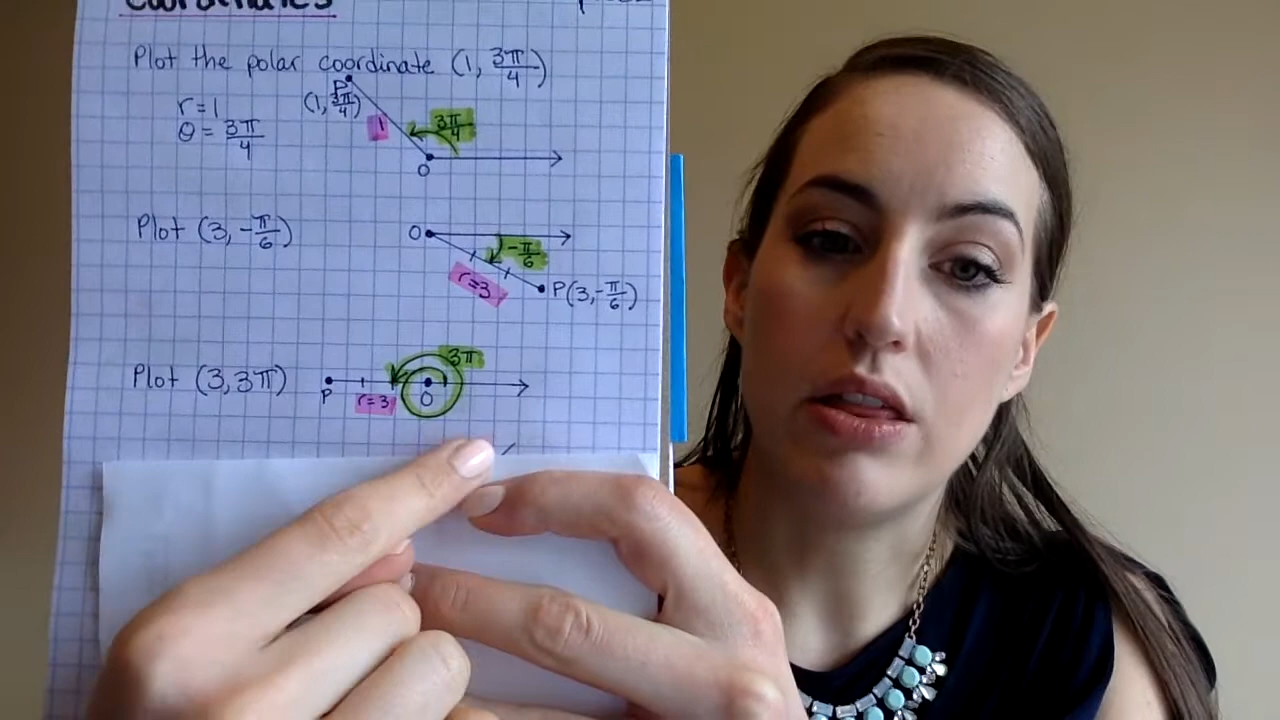 Coordinates
Plot the polar coordinate (1, 3π/4)
r = 1
θ = 3π/4
P
(1, 3π/4)
1
3π/4
O
Plot (3, -π/6)
O
-π/6
r=3
P(3, -π/6)
Plot (3, 3π)
3π
P
r=3
O